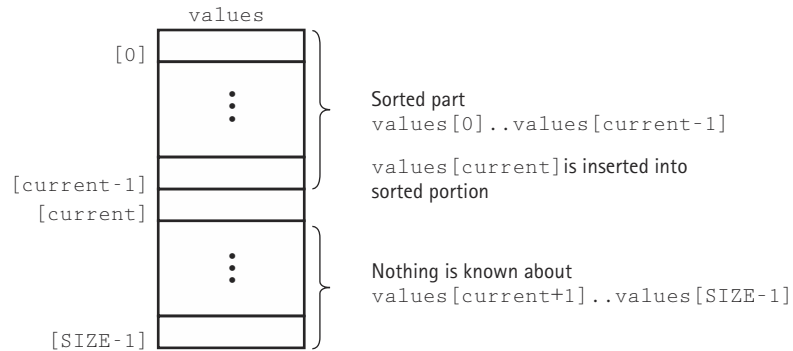 values
[0]
Sorted part
values[0]..values[current-1]
values[current] is inserted into
sorted portion
[current-1]
[current]
Nothing is known about
values[current+1]..values[SIZE-1]
[SIZE-1]